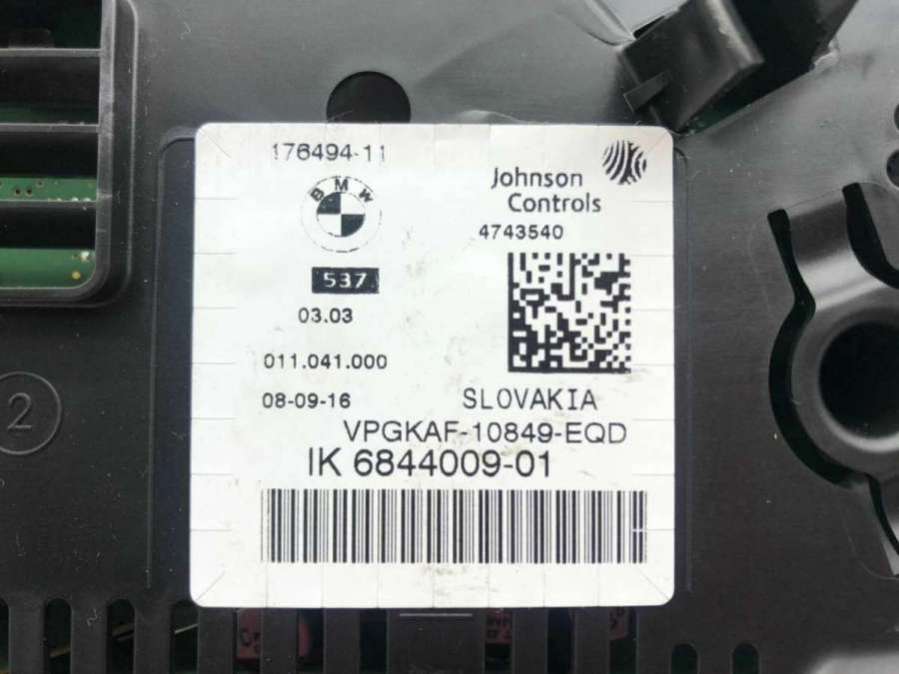 176494-11
BMW
537
03.03
011.041.000
08-09-16
Johnson
Controls
4743540
SLOVAKIA
VPGKAF-10849-EQD
IK 6844009-01
2